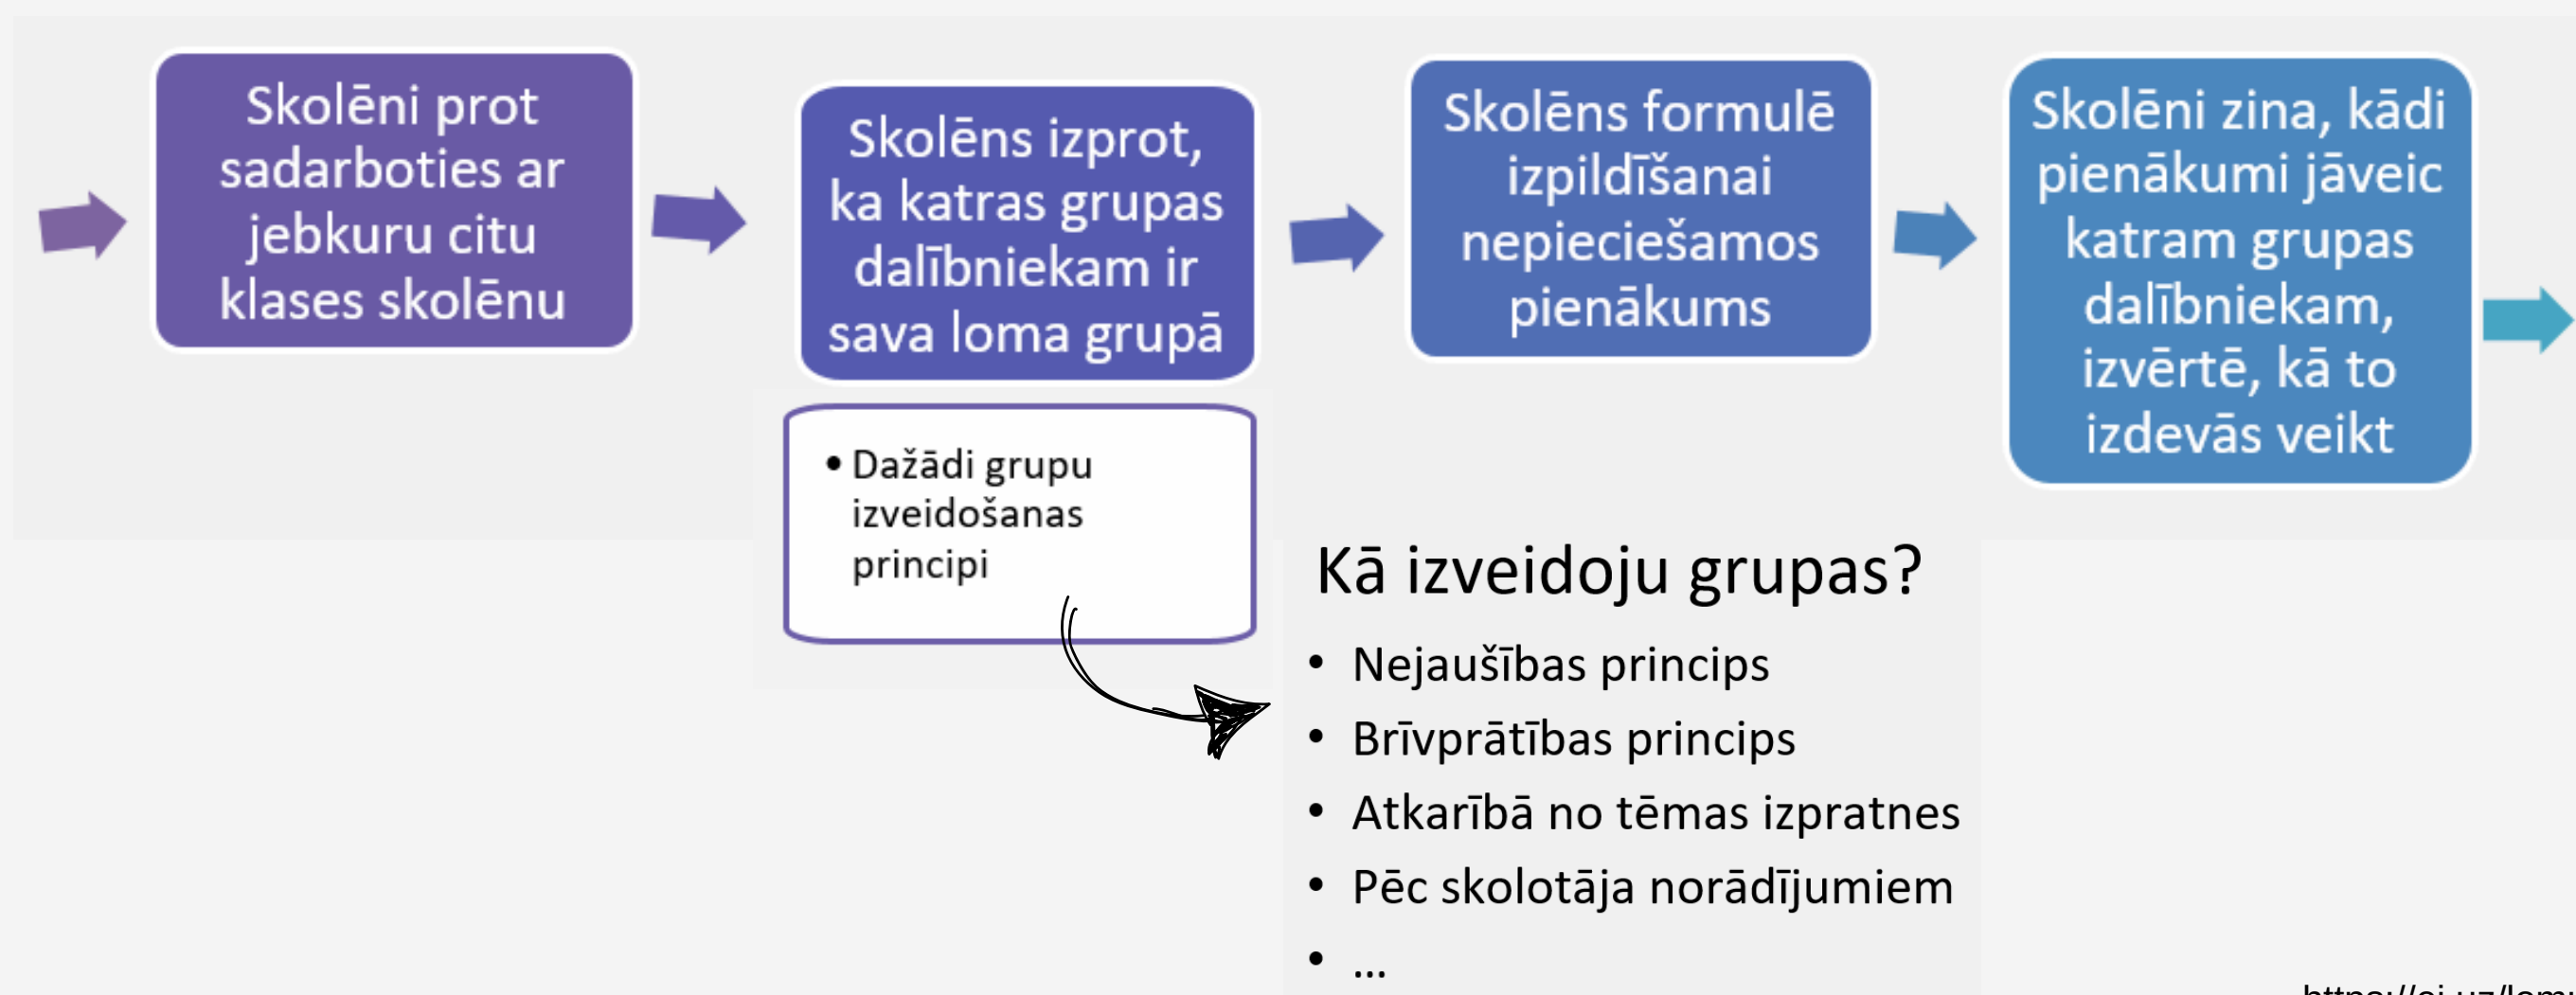 Skolēni prot
sadarboties ar
jebkuru citu
klases skolēnu
Skolēns izprot,
ka katras grupas
dalībniekam ir
sava loma grupā
Skolēns formulē
izpildīšanai
nepieciešamos
pienākums
Skolēni zina, kādi
pienākumi jāveic
katram grupas
dalībniekam,
izvērtē, kā to
izdevās veikt
• Dažādi grupu
izveidošanas
principi
Kā izveidoju grupas?
• Nejaušības princips
• Brīvprātības princips
• Atkarībā no tēmas izpratnes
• Pēc skolotāja norādījumiem
• ...